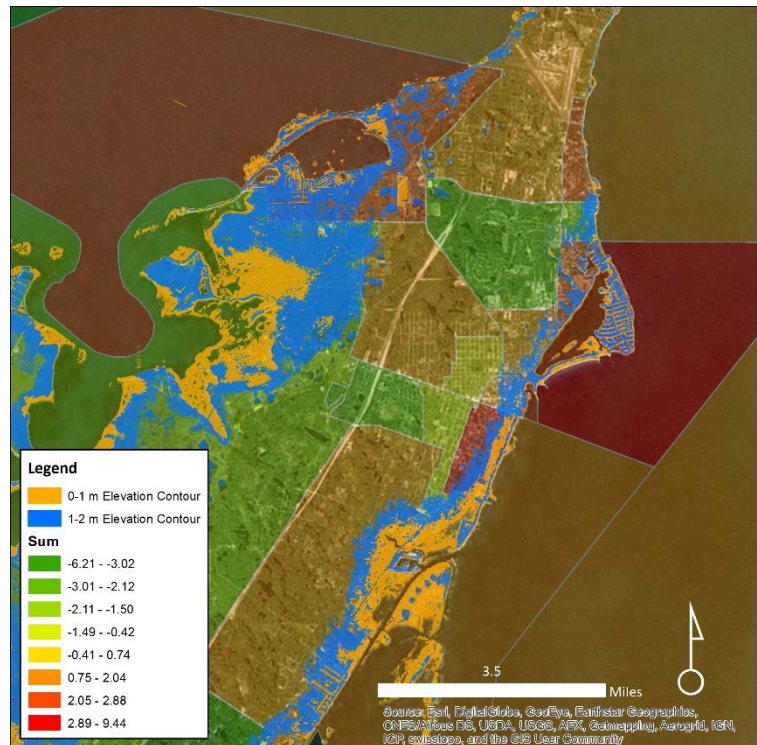 Legend
0-1 m Elevation Contour
1-2 m Elevation Contour
Sum
-6.21 - -3.02
-3.01 - -2.12
-2.11 - -1.50
-1.49 - -0.42
-0.41 - 0.74
0.75 - 2.04
2.05 - 2.88
2.89 - 9.44
3.5
Miles
Source: Esri, DigitalGlobe, GeoEye, Earthstar Geographics,
CNES/Airbus DS, USDA, USGS, AEX, Getmapping, Aerogrid, IGN,
IGP, swisstopo, and the GIS User Community